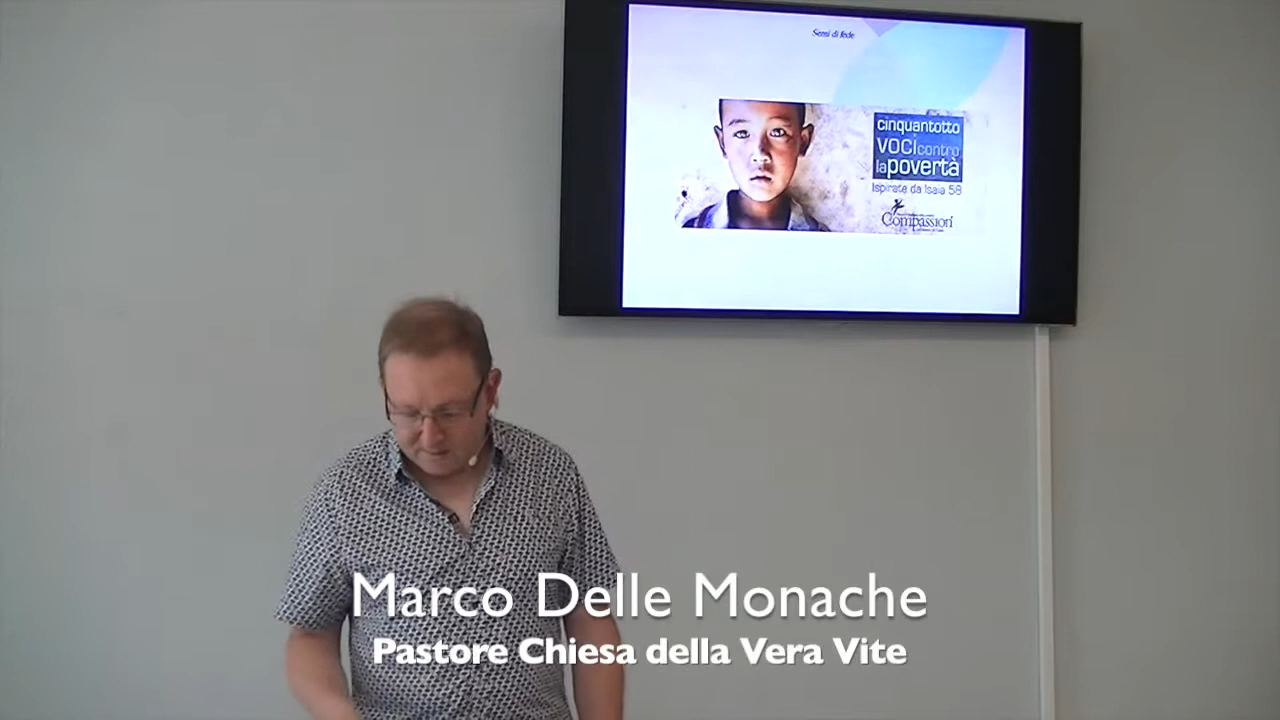 Sensi di fede
cinquantotto
voci contro
la povertà
Ispirate da Isaia 58
Compassion
Marco Delle Monache
Pastore Chiesa della Vera Vite